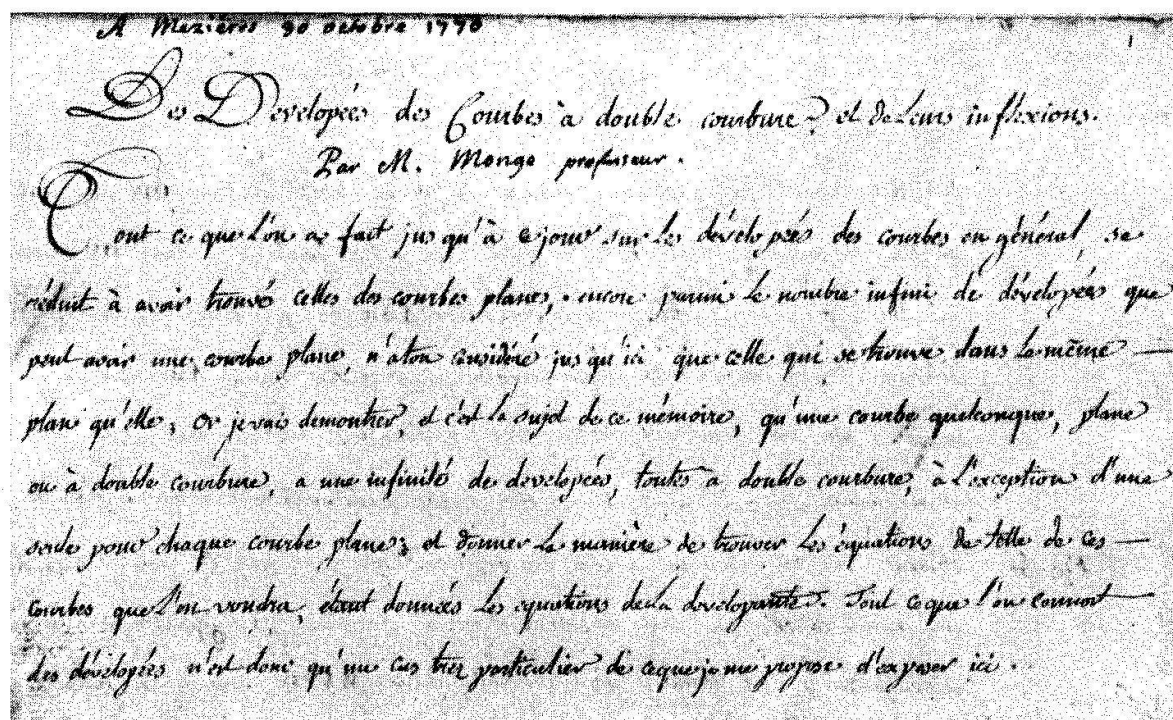 A Mezières 30 octobre 1770
1
Des Developées des Courbes à double courbure et de Leurs inflexions.
Par M. Monge professeur.
Tout ce que l'on a fait jusqu'à ce jour sur les dévelopées des courbes en général, se
réduit à avoir trouvé celles des courbes planes, encore parmi le nombre infini de dévelopées que
peut avoir une courbe plane, n'aton considéré jusqu'ici que celle qui se trouve dans le même
plan qu'elle; or je vais démontrer, et c'est le sujet de ce mémoire, qu'une courbe quelconque, plane
ou à double courbure, a une infinité de dévelopées, toutes à double courbure, à l'exception d'une
seule pour chaque courbe plane; et donner la manière de trouver les équations de telle de ces
courbes que l'on voudra, étant données les équations de la dévelopante. Tout ce que l'on connoit
des dévelopées n'est donc qu'un cas très particulier de ce que je me propose d'exposer ici.